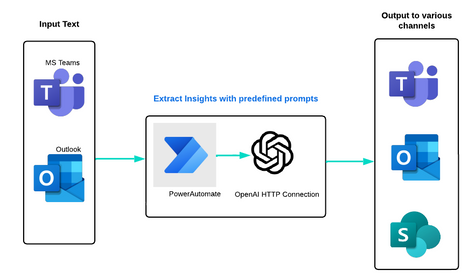 Input Text
Output to various
channels
MS Teams
T
T
Extract Insights with predefined prompts
Outlook
O
O
PowerAutomate
OpenAI HTTP Connection
S